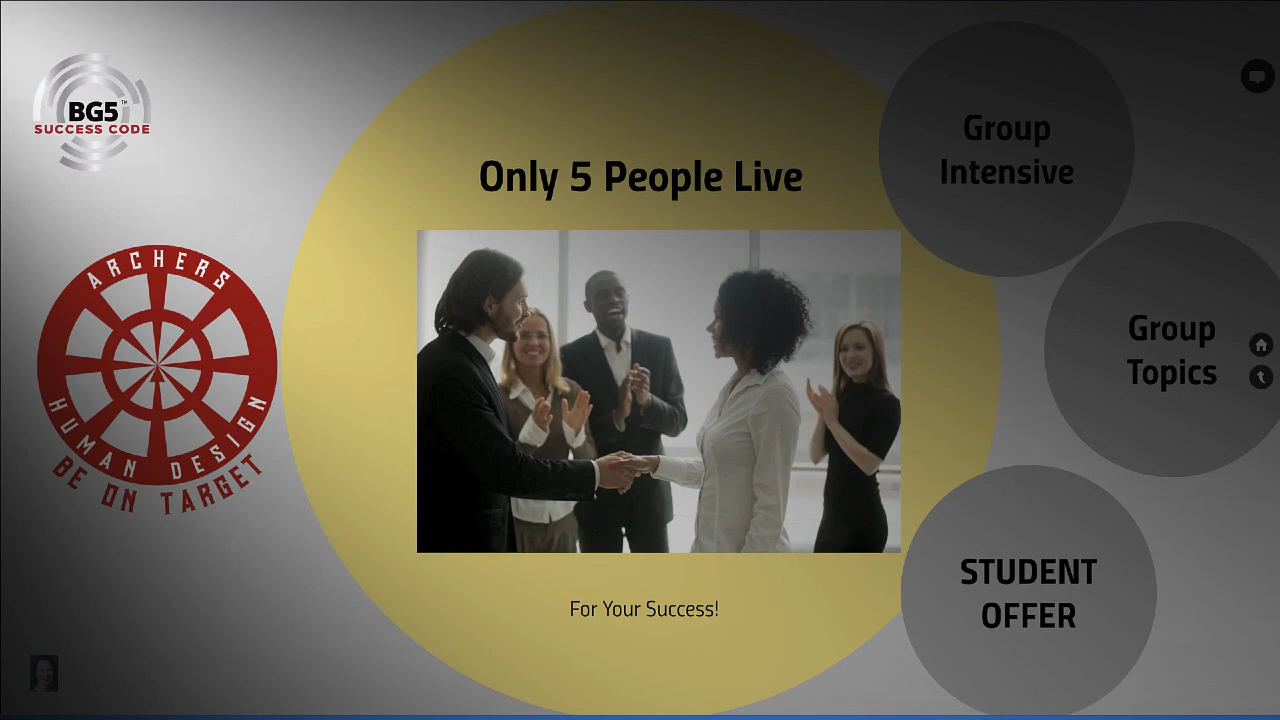 BG5™
SUCCESS CODE
ARCHERS
HUMAN DESIGN
BE ON TARGET
Only 5 People Live
For Your Success!
Group
Intensive
Group
Topics
STUDENT
OFFER